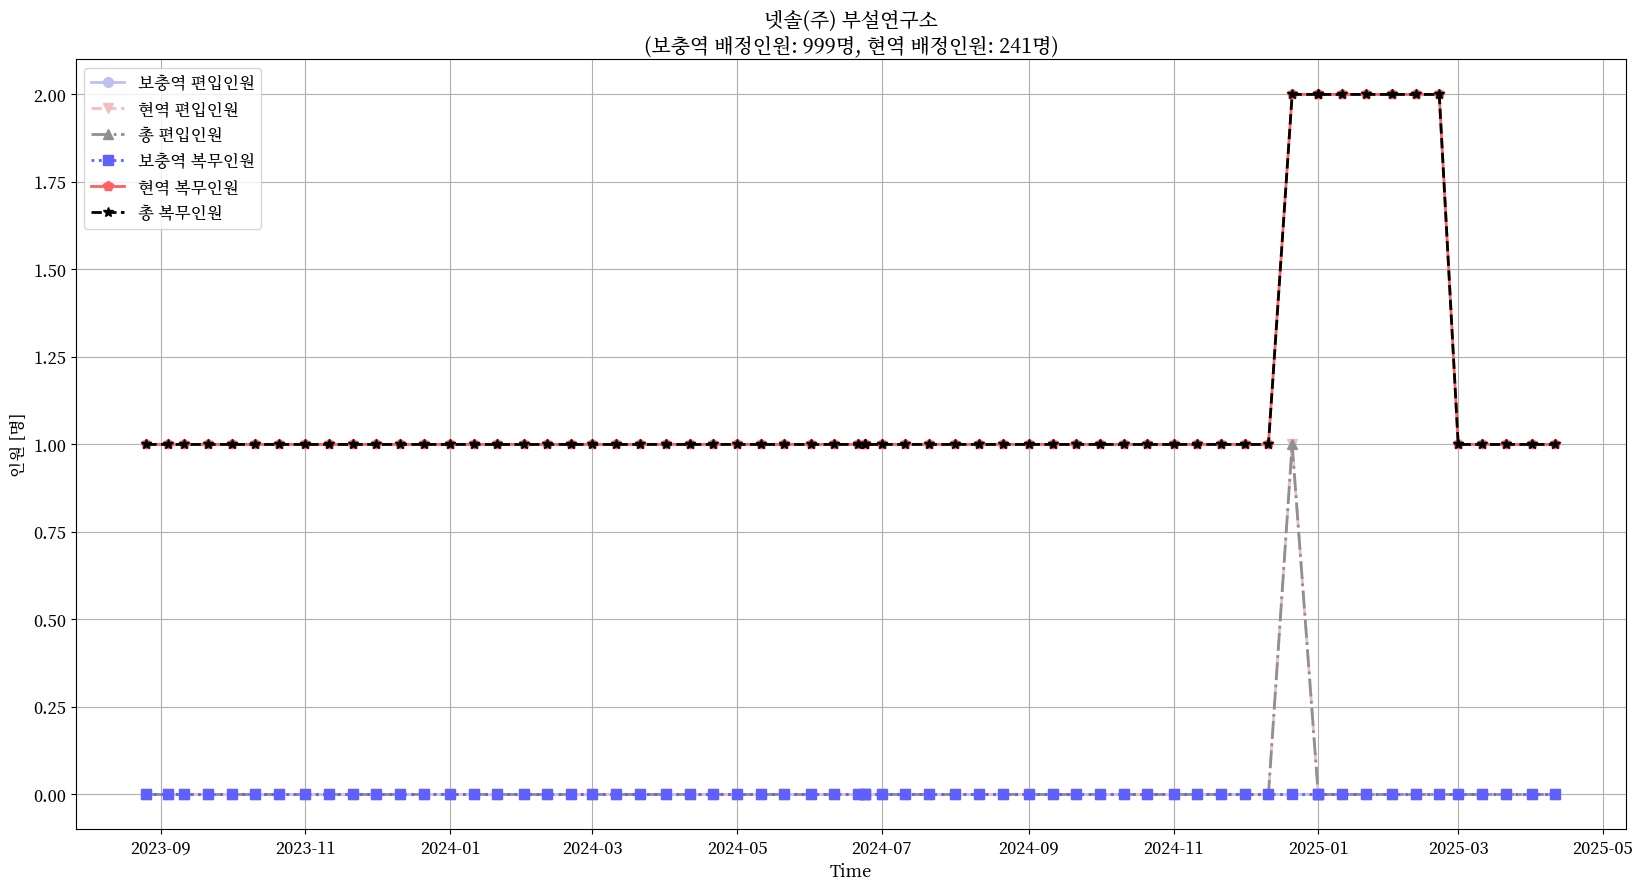 넷솔(주) 부설연구소
(보충역 배정인원: 999명, 현역 배정인원: 241명)
보충역 편입인원
현역 편입인원
총 편입인원
보충역 복무인원
현역 복무인원
총 복무인원
2.00
1.75
1.50
1.25
1.00
0.75
0.50
0.25
0.00
인원 [명]
2023-09
2023-11
2024-01
2024-03
2024-05
2024-07
2024-09
2024-11
2025-01
2025-03
2025-05
Time